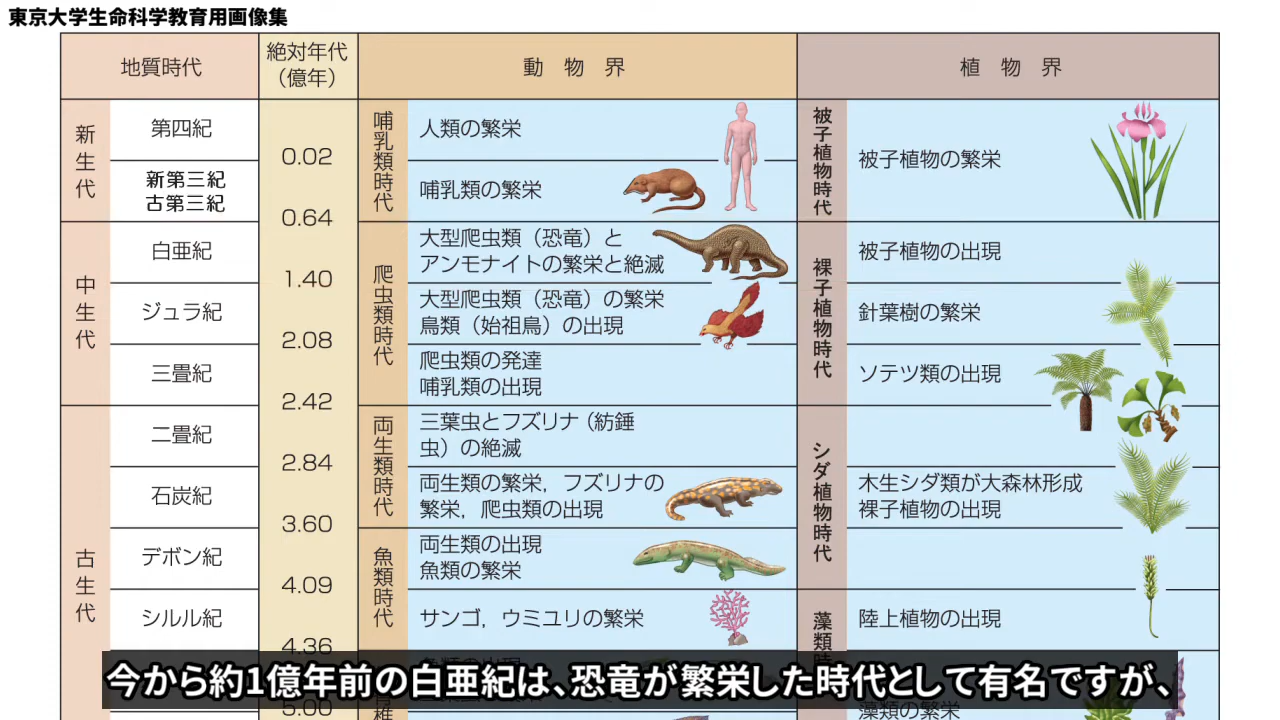 東京大学生命科学教育用画像集
地質時代
絶対年代
（億年）
動物界
植物界
新生代
第四紀
0.02
哺乳類時代
人類の繁栄
被子植物時代
被子植物の繁栄
新第三紀
古第三紀
0.64
哺乳類の繁栄
中生代
白亜紀
1.40
爬虫類時代
大型爬虫類（恐竜）と
アンモナイトの繁栄と絶滅
裸子植物時代
被子植物の出現
ジュラ紀
2.08
大型爬虫類（恐竜）の繁栄
鳥類（始祖鳥）の出現
針葉樹の繁栄
三畳紀
2.42
爬虫類の発達
哺乳類の出現
ソテツ類の出現
古生代
二畳紀
2.84
両生類時代
三葉虫とフズリナ（紡錘
虫）の絶滅
シダ植物時代
石炭紀
3.60
両生類の繁栄，フズリナの
繁栄，爬虫類の出現
木生シダ類が大森林形成
裸子植物の出現
デボン紀
4.09
魚類時代
両生類の出現
魚類の繁栄
シルル紀
4.36
サンゴ，ウミユリの繁栄
藻類時
陸上植物の出現
5.00
藻類の繁栄
今から約1億年前の白亜紀は、恐竜が繁栄した時代として有名ですが、